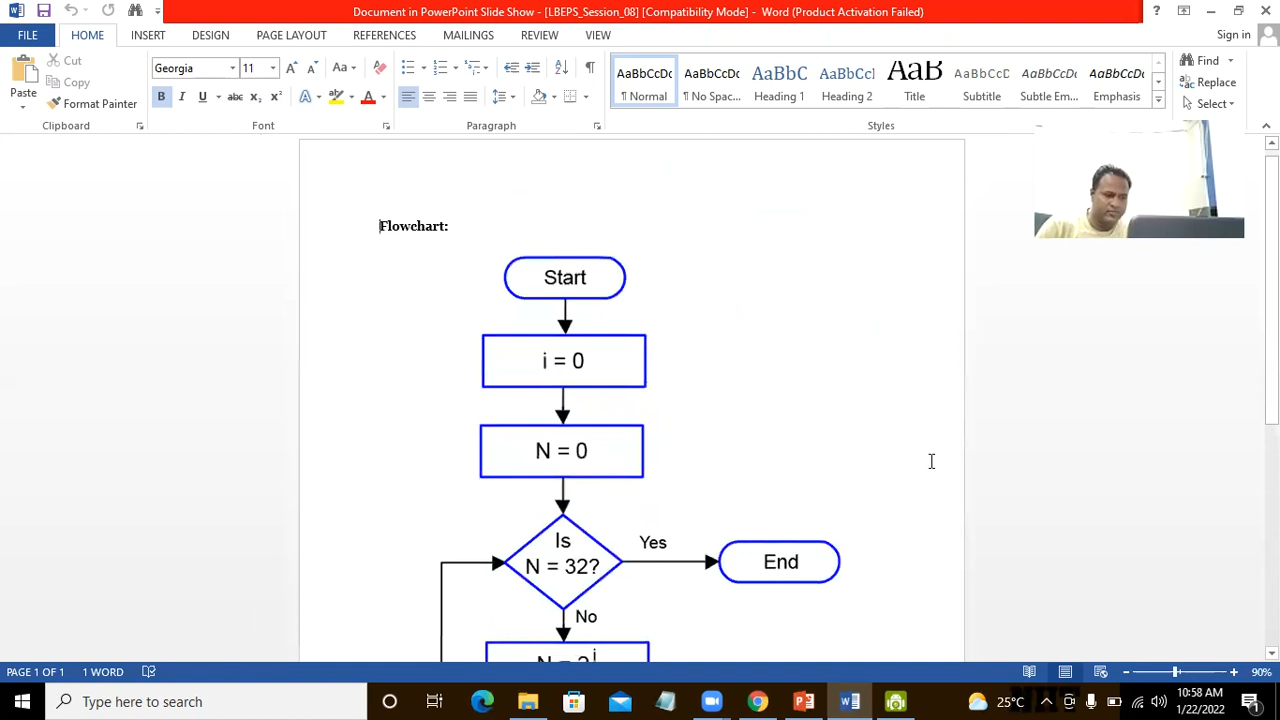 Document in PowerPoint Slide Show - [LBEPS_Session_08] [Compatibility Mode] - Word (Product Activation Failed)
FILE HOME INSERT DESIGN PAGE LAYOUT REFERENCES MAILINGS REVIEW VIEW Sign in
Paste
Cut
Copy
Format Painter
Clipboard
Georgia 11
Font
Paragraph
AaBbCcDc AaBbCcDc AaBbC AaBbCcI AaB AaBbCcDc AaBbCcDc AaBbCcDc
¶ Normal ¶ No Spac... Heading 1 Heading 2 Title Subtitle Subtle Em... Emphasis
Styles
Find
Replace
Select
Flowchart:
Start
i = 0
N = 0
Is
N = 32?
Yes
End
No
PAGE 1 OF 1 1 WORD 90%
Type here to search
25°C
10:58 AM
1/22/2022